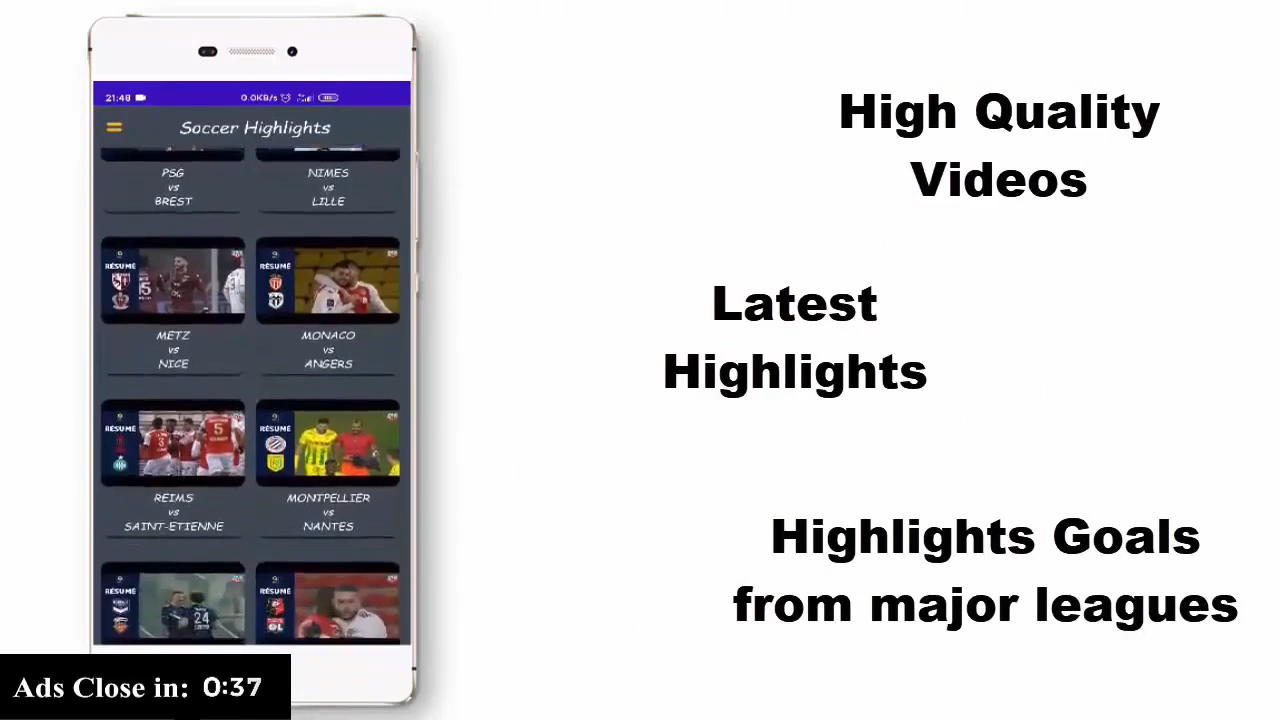 21:48
0.0KB/s
Soccer Highlights
PSG
vs
BREST
NIMES
vs
LILLE
RÉSUMÉ
RÉSUMÉ
METZ
vs
NICE
MONACO
vs
ANGERS
RÉSUMÉ
5
RÉSUMÉ
REIMS
vs
SAINT-ETIENNE
MONTPELLIER
vs
NANTES
RÉSUMÉ
24
RÉSUMÉ
High Quality
Videos
Latest
Highlights
Highlights Goals
from major leagues
Ads Close in: 0:37